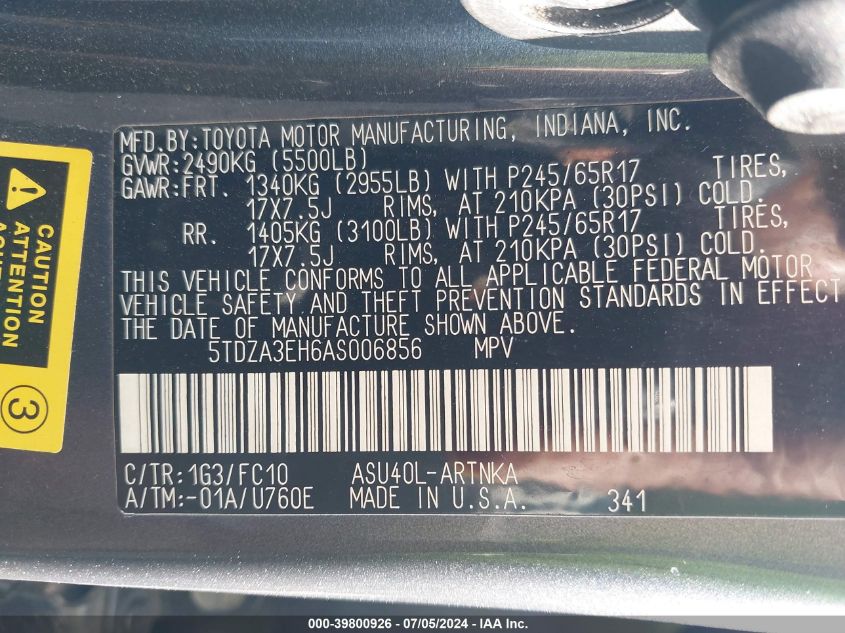 MFD.BY:TOYOTA MOTOR MANUFACTURING, INDIANA, INC.
GVWR:2490KG (5500LB)
GAWR:FRT. 1340KG (2955LB) WITH P245/65R17 TIRES,
17X7.5J RIMS, AT 210KPA (30PSI) COLD.
RR. 1405KG (3100LB) WITH P245/65R17 TIRES,
17X7.5J RIMS, AT 210KPA (30PSI) COLD.
THIS VEHICLE CONFORMS TO ALL APPLICABLE FEDERAL MOTOR
VEHICLE SAFETY AND THEFT PREVENTION STANDARDS IN EFFECT
THE DATE OF MANUFACTURE SHOWN ABOVE.
5TDZA3EH6AS006856 MPV
C/TR:1G3/FC10 ASU40L-ARTNKA
A/TM:-01A/U760E MADE IN U.S.A. 341
CAUTION
ATTENTION
3
000-39800926 - 07/05/2024 - IAA, Inc.